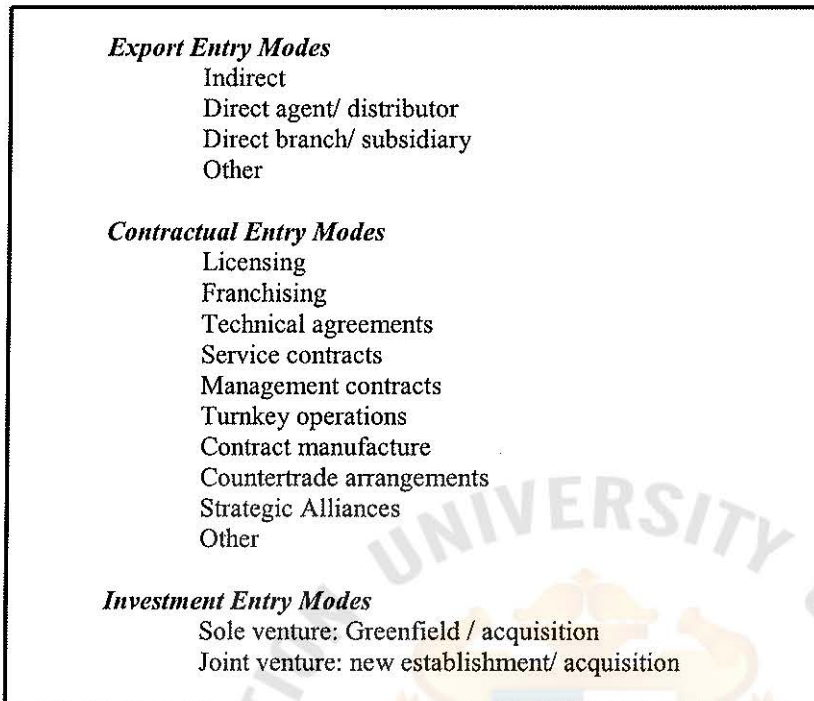 Export Entry Modes
Indirect
Direct agent/ distributor
Direct branch/ subsidiary
Other
Contractual Entry Modes
Licensing
Franchising
Technical agreements
Service contracts
Management contracts
Turnkey operations
Contract manufacture
Countertrade arrangements
Strategic Alliances
Other
Investment Entry Modes
Sole venture: Greenfield / acquisition
Joint venture: new establishment/ acquisition
UNIVERSITY